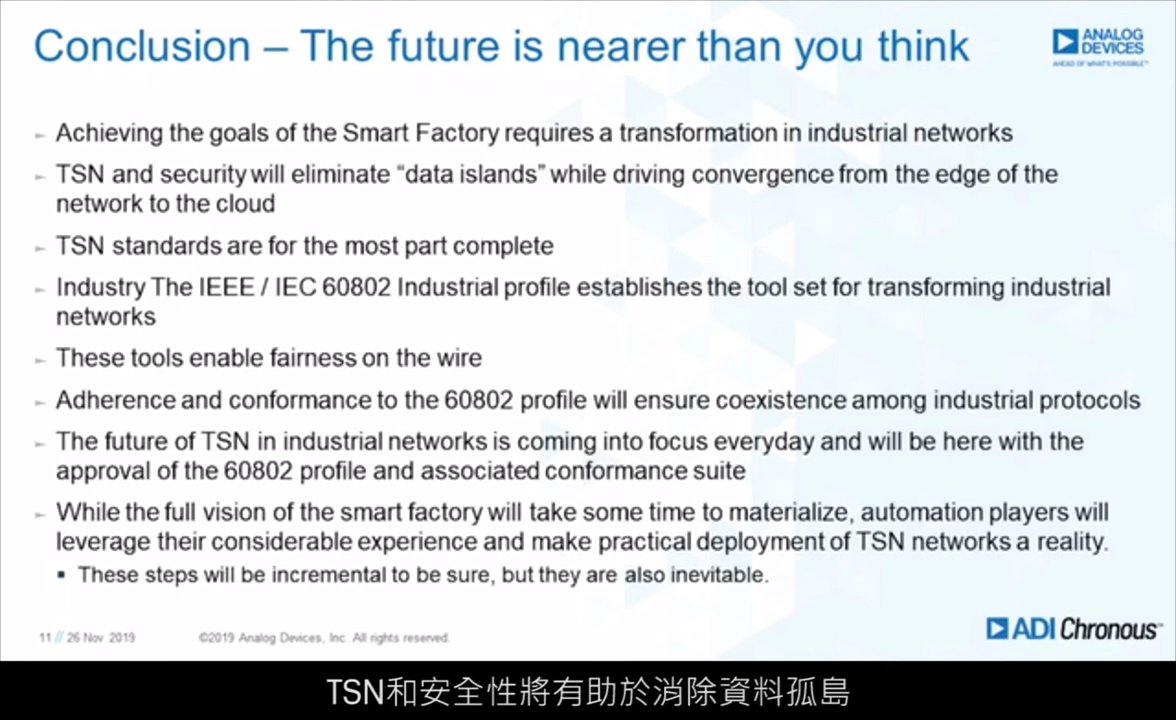 Conclusion – The future is nearer than you think
ANALOG
DEVICES
AHEAD OF WHAT'S POSSIBLE™
Achieving the goals of the Smart Factory requires a transformation in industrial networks
TSN and security will eliminate “data islands” while driving convergence from the edge of the
network to the cloud
TSN standards are for the most part complete
Industry The IEEE / IEC 60802 Industrial profile establishes the tool set for transforming industrial
networks
These tools enable fairness on the wire
Adherence and conformance to the 60802 profile will ensure coexistence among industrial protocols
The future of TSN in industrial networks is coming into focus everyday and will be here with the
approval of the 60802 profile and associated conformance suite
While the full vision of the smart factory will take some time to materialize, automation players will
leverage their considerable experience and make practical deployment of TSN networks a reality.
These steps will be incremental to be sure, but they are also inevitable.
11 // 26 Nov 2019 ©2019 Analog Devices, Inc. All rights reserved.
ADI Chronous™
TSN和安全性將有助於消除資料孤島